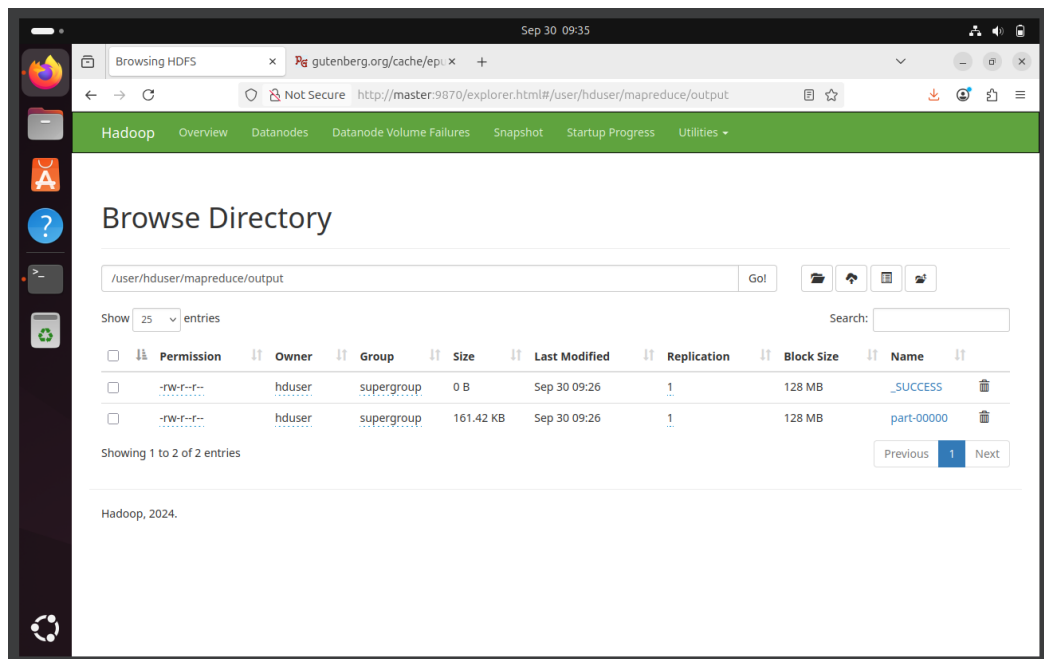 Sep 30 09:35
Browsing HDFS
gutenberg.org/cache/epu
Not Secure http://master:9870/explorer.html#/user/hduser/mapreduce/output
Hadoop Overview Datanodes Datanode Volume Failures Snapshot Startup Progress Utilities
Browse Directory
/user/hduser/mapreduce/output Go!
Show 25 entries Search:
Permission Owner Group Size Last Modified Replication Block Size Name
-rw-r--r-- hduser supergroup 0 B Sep 30 09:26 1 128 MB _SUCCESS
-rw-r--r-- hduser supergroup 161.42 KB Sep 30 09:26 1 128 MB part-00000
Showing 1 to 2 of 2 entries Previous 1 Next
Hadoop, 2024.